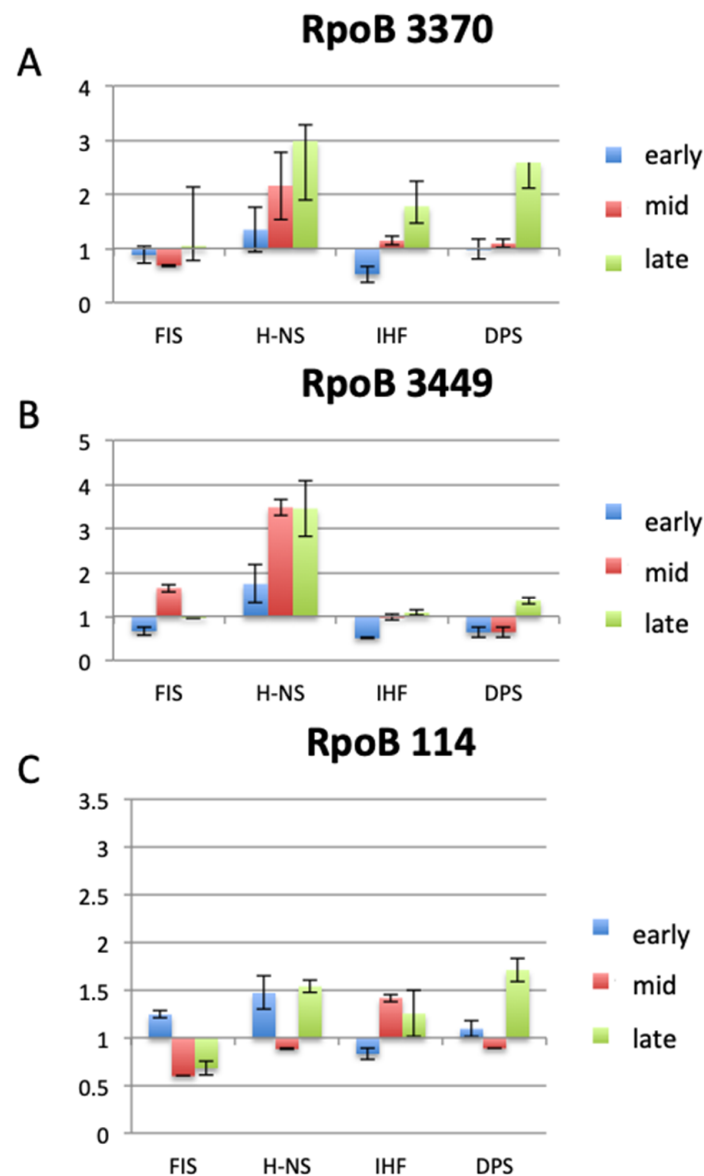 RpoB 3370
A
4
3
2
1
0
early
mid
late
FIS H-NS IHF DPS
RpoB 3449
B
5
4
3
2
1
0
early
mid
late
FIS H-NS IHF DPS
RpoB 114
C
3.5
3
2.5
2
1.5
1
0.5
0
early
mid
late
FIS H-NS IHF DPS